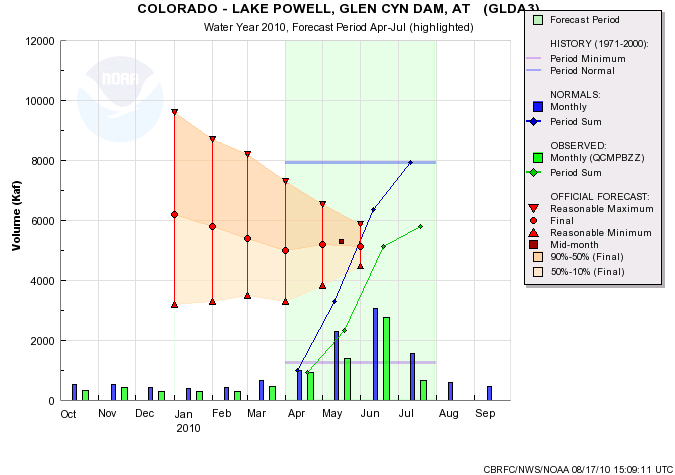 COLORADO - LAKE POWELL, GLEN CYN DAM, AT (GLDA3)
Water Year 2010, Forecast Period Apr-Jul (highlighted)
Volume (Kaf)
12000
10000
8000
6000
4000
2000
0
NOAA
Oct Nov Dec Jan Feb Mar Apr May Jun Jul Aug Sep
2010
Forecast Period
HISTORY (1971-2000):
Period Minimum
Period Normal
NORMALS:
Monthly
Period Sum
OBSERVED:
Monthly (QCMPBZZ)
Period Sum
OFFICIAL FORECAST:
Reasonable Maximum
Final
Reasonable Minimum
Mid-month
90%-50% (Final)
50%-10% (Final)
CBRFC/NWS/NOAA 08/17/10 15:09:11 UTC